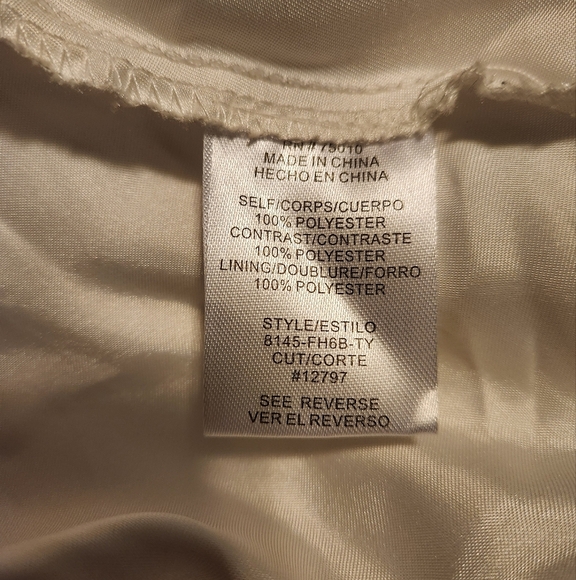 RN # 79010
MADE IN CHINA
HECHO EN CHINA
SELF/CORPS/CUERPO
100% POLYESTER
CONTRAST/CONTRASTE
100% POLYESTER
LINING/DOUBLURE/FORRO
100% POLYESTER
STYLE/ESTILO
8145-FH6B-TY
CUT/CORTE
#12797
SEE REVERSE
VER EL REVERSO